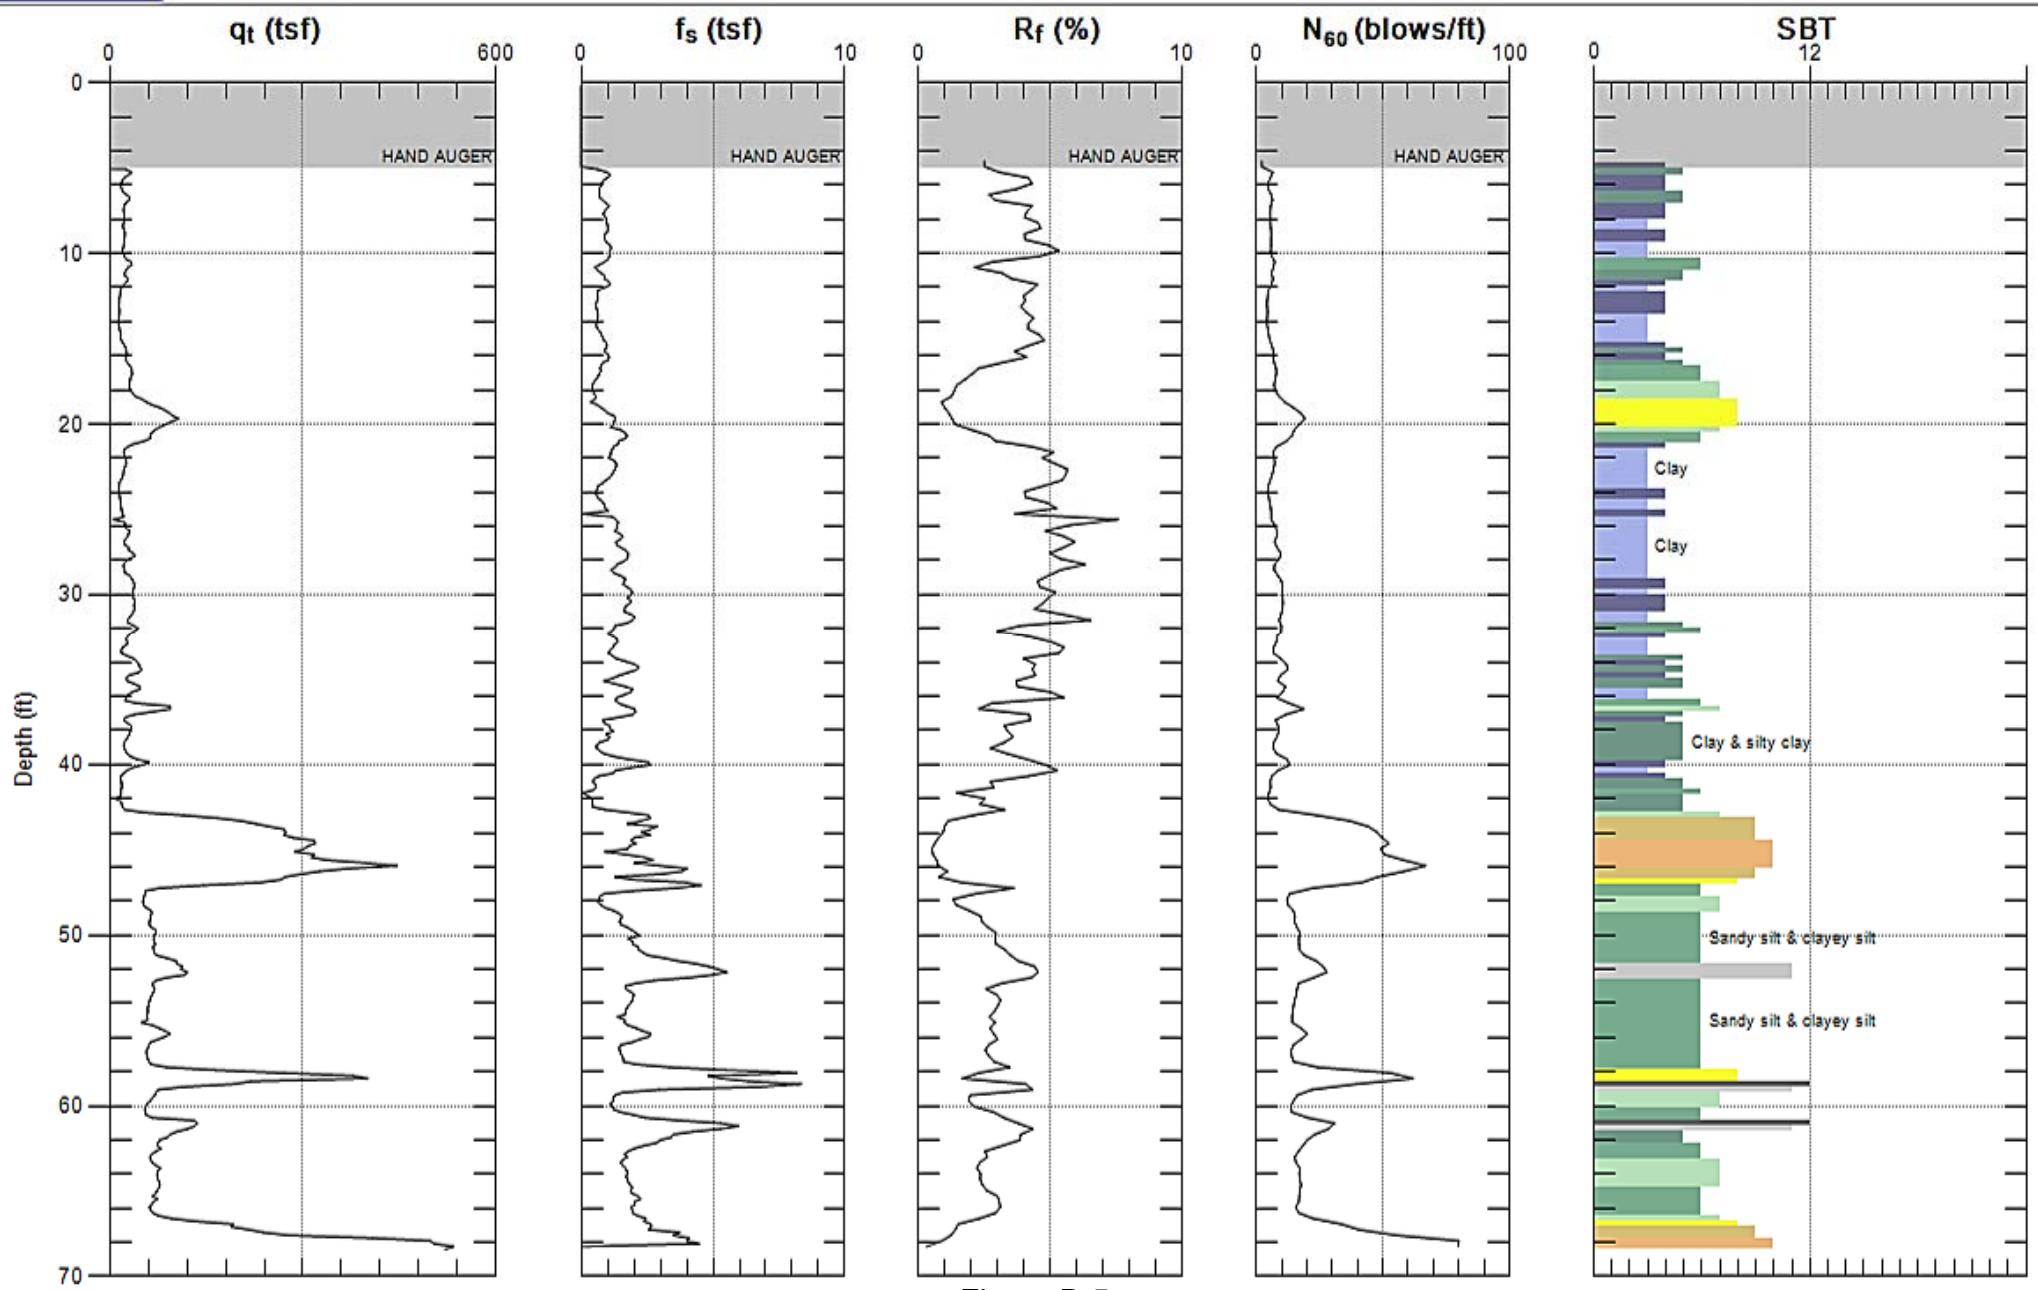 qt (tsf)
fs (tsf)
Rf (%)
N60 (blows/ft)
SBT
0 600
0 10
0 10
0 100
0 12
0
HAND AUGER
HAND AUGER
HAND AUGER
HAND AUGER
10
20
Clay
Clay
30
Depth (ft)
Clay & silty clay
40
50
Sandy silt & clayey silt
Sandy silt & clayey silt
60
70